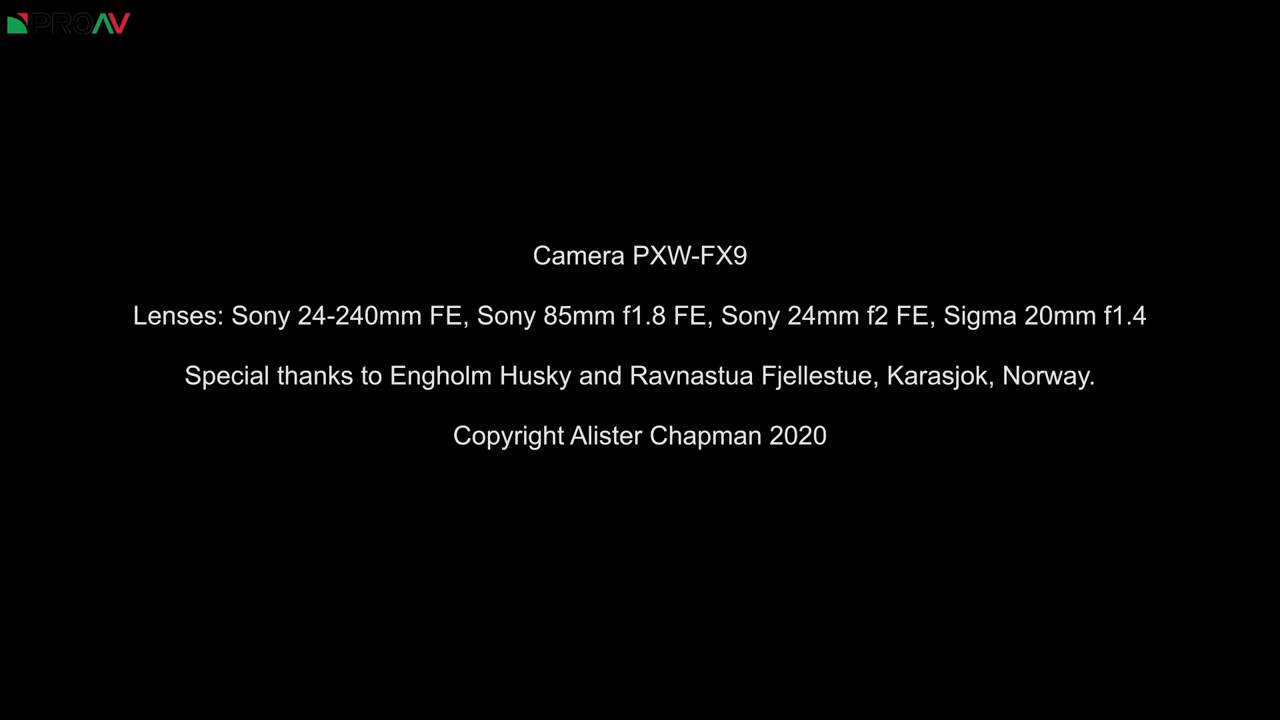 PROAV
Camera PXW-FX9
Lenses: Sony 24-240mm FE, Sony 85mm f1.8 FE, Sony 24mm f2 FE, Sigma 20mm f1.4
Special thanks to Engholm Husky and Ravnastua Fjellestue, Karasjok, Norway.
Copyright Alister Chapman 2020